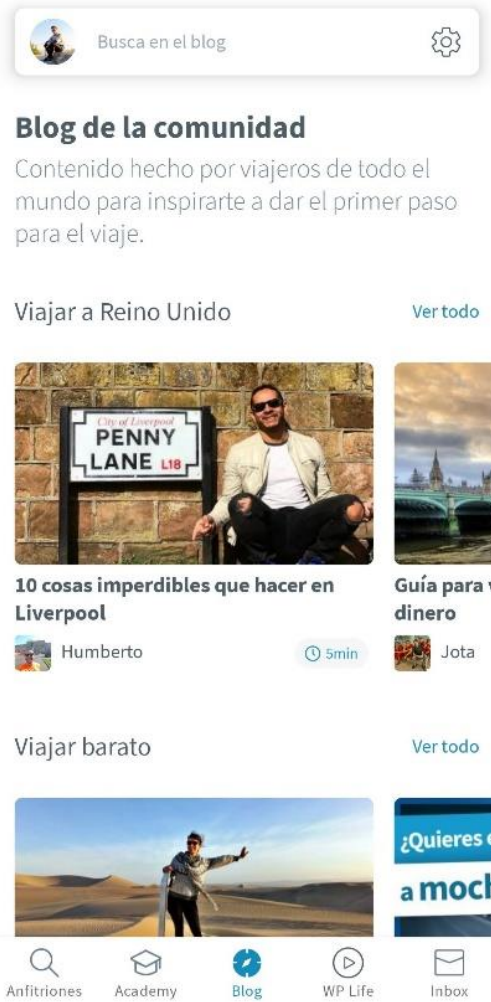 Busca en el blog
Blog de la comunidad
Contenido hecho por viajeros de todo el
mundo para inspirarte a dar el primer paso
para el viaje.
Viajar a Reino Unido
Ver todo
City of Liverpool
PENNY
LANE L18
10 cosas imperdibles que hacer en
Liverpool
Humberto
5min
Guía para
dinero
Jota
Viajar barato
Ver todo
¿Quieres
a moch
Anfitriones
Academy
Blog
WP Life
Inbox